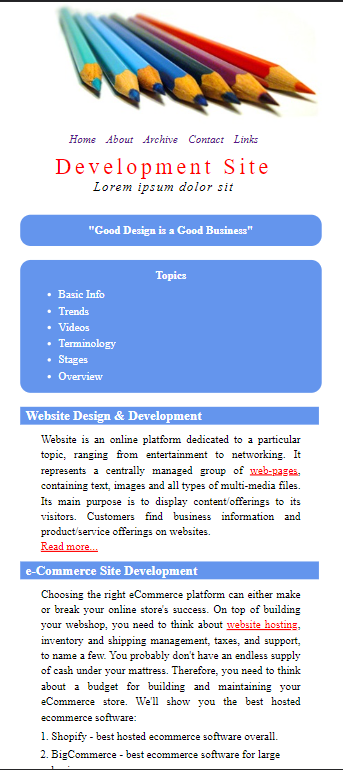 Home About Archive Contact Links
Development Site
Lorem ipsum dolor sit
"Good Design is a Good Business"
Topics
• Basic Info
• Trends
• Videos
• Terminology
• Stages
• Overview
Website Design & Development
Website is an online platform dedicated to a particular
topic, ranging from entertainment to networking. It
represents a centrally managed group of web-pages,
containing text, images and all types of multi-media files.
Its main purpose is to display content/offerings to its
visitors. Customers find business information and
product/service offerings on websites.
Read more...
e-Commerce Site Development
Choosing the right eCommerce platform can either make
or break your online store's success. On top of building
your webshop, you need to think about website hosting,
inventory and shipping management, taxes, and support,
to name a few. You probably don't have an endless supply
of cash under your mattress. Therefore, you need to think
about a budget for building and maintaining your
eCommerce store. We'll show you the best hosted
ecommerce software:
1. Shopify - best hosted ecommerce software overall.
2. BigCommerce - best ecommerce software for large